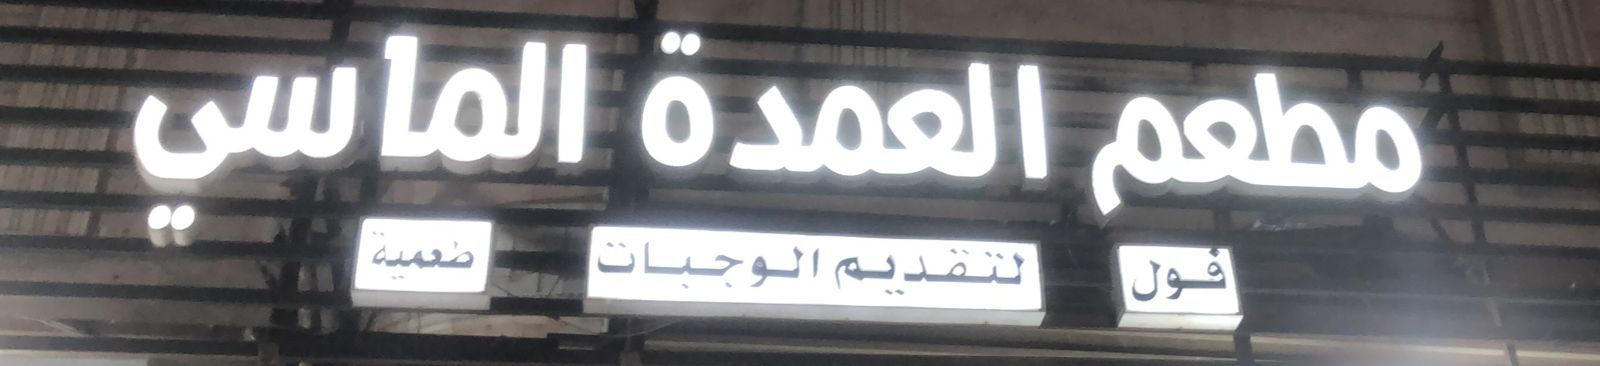 مطعم العمدة الماسي
فول لتقديم الوجبات طعمية